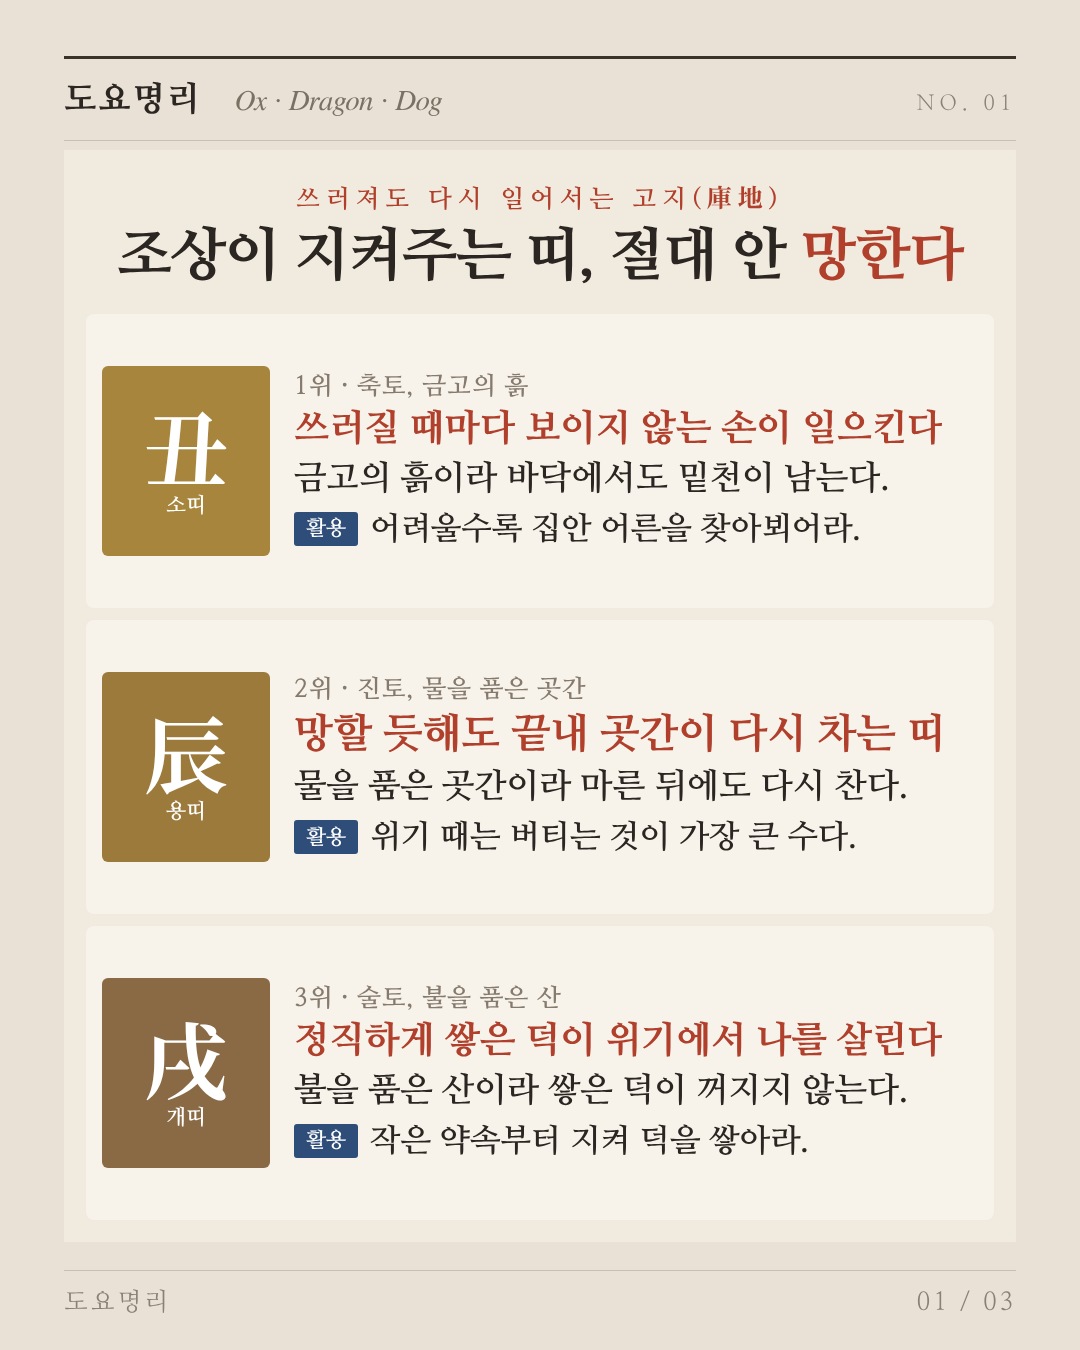 도요명리 Ox · Dragon · Dog NO. 01
쓰러져도 다시 일어서는 고지(庫地)
조상이 지켜주는 띠, 절대 안 망한다
丑
소띠
1위 · 축토, 금고의 흙
쓰러질 때마다 보이지 않는 손이 일으킨다
금고의 흙이라 바닥에서도 밑천이 남는다.
활용 어려울수록 집안 어른을 찾아뵈어라.
辰
용띠
2위 · 진토, 물을 품은 곳간
망할 듯해도 끝내 곳간이 다시 차는 띠
물을 품은 곳간이라 마른 뒤에도 다시 찬다.
활용 위기 때는 버티는 것이 가장 큰 수다.
戌
개띠
3위 · 술토, 불을 품은 산
정직하게 쌓은 덕이 위기에서 나를 살린다
불을 품은 산이라 쌓은 덕이 꺼지지 않는다.
활용 작은 약속부터 지켜 덕을 쌓아라.
도요명리 01 / 03